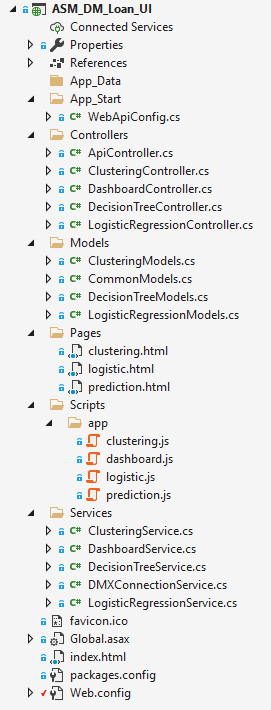 ASM_DM_Loan_UI
Connected Services
Properties
References
App_Data
App_Start
C# WebApiConfig.cs
Controllers
C# ApiController.cs
C# ClusteringController.cs
C# DashboardController.cs
C# DecisionTreeController.cs
C# LogisticRegressionController.cs
Models
C# ClusteringModels.cs
C# CommonModels.cs
C# DecisionTreeModels.cs
C# LogisticRegressionModels.cs
Pages
clustering.html
logistic.html
prediction.html
Scripts
app
clustering.js
dashboard.js
logistic.js
prediction.js
Services
C# ClusteringService.cs
C# DashboardService.cs
C# DecisionTreeService.cs
C# DMXConnectionService.cs
C# LogisticRegressionService.cs
favicon.ico
Global.asax
index.html
packages.config
Web.config